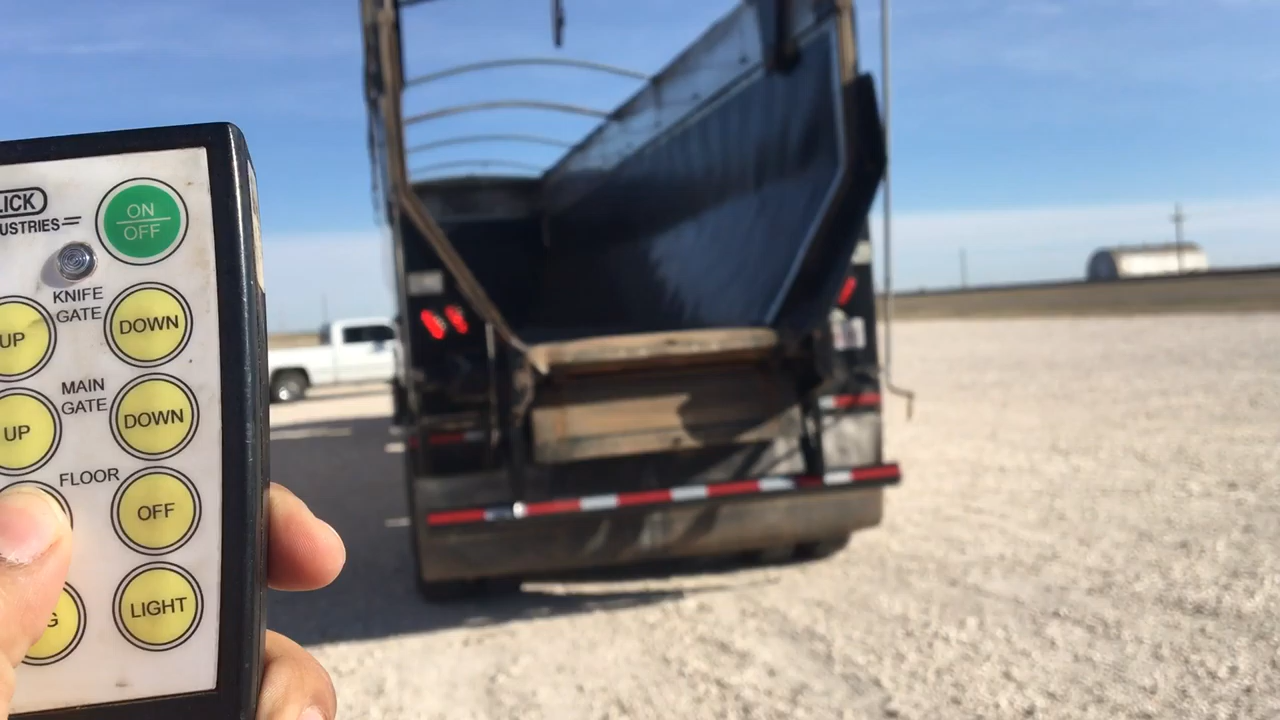 LICK
USTRIES
ON
OFF
KNIFE
GATE
UP
DOWN
MAIN
GATE
UP
DOWN
FLOOR
OFF
G
LIGHT